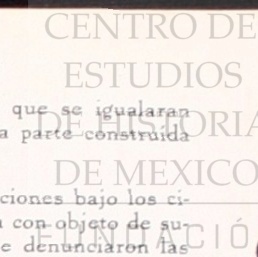 CENTRO DE
ESTUDIOS
DE HISTORIA
DE MEXICO
FUNDACIÓ
que se igualaran
a parte construida
ciones bajo los ci-
con objeto de su-
e denunciaron las